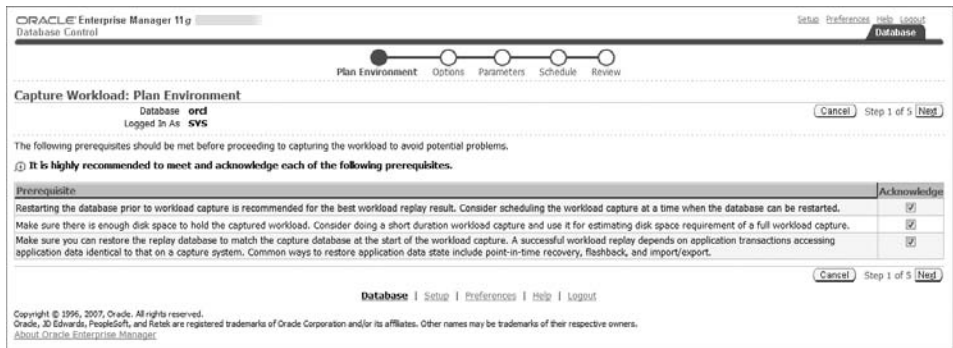 ORACLE Enterprise Manager 11g
Database Control
Setup Preferences Help Logout
Database
Plan Environment Options Parameters Schedule Review
Capture Workload: Plan Environment
Database orcl
Logged In As SYS
Cancel Step 1 of 5 Next
The following prerequisites should be met before proceeding to capturing the workload to avoid potential problems.
It is highly recommended to meet and acknowledge each of the following prerequisites.
Prerequisite Acknowledge
Restarting the database prior to workload capture is recommended for the best workload replay result. Consider scheduling the workload capture at a time when the database can be restarted.
Make sure there is enough disk space to hold the captured workload. Consider doing a short duration workload capture and use it for estimating disk space requirement of a full workload capture.
Make sure you can restore the replay database to match the capture database at the start of the workload capture. A successful workload replay depends on application transactions accessing
application data identical to that on a capture system. Common ways to restore application data state include point-in-time recovery, flashback, and import/export.
Cancel Step 1 of 5 Next
Database | Setup | Preferences | Help | Logout
Copyright © 1996, 2007, Oracle. All rights reserved.
Oracle, JD Edwards, PeopleSoft, and Retek are registered trademarks of Oracle Corporation and/or its affiliates. Other names may be trademarks of their respective owners.
About Oracle Enterprise Manager